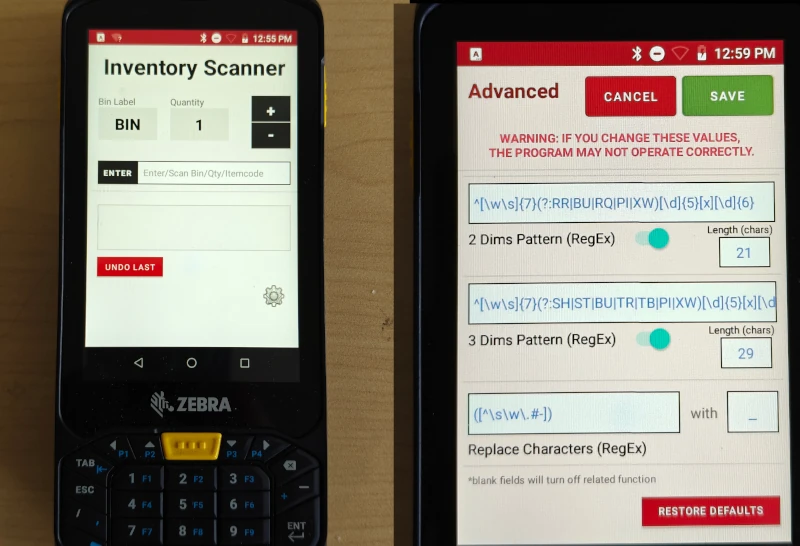 A
12:55 PM
Inventory Scanner
Bin Label
Quantity
BIN
1
+
-
ENTER
Enter/Scan Bin/Qty/Itemcode
UNDO LAST
ZEBRA
P1
P2
P3
P4
TAB
ESC
/
1 F1
2 F2
3 F3
4 F4
5 F5
6 F6
7 F7
8 F8
9 F9
+
−
ENT
A
12:59 PM
Advanced
CANCEL
SAVE
WARNING: IF YOU CHANGE THESE VALUES,
THE PROGRAM MAY NOT OPERATE CORRECTLY.
^[\w\s]{7}(?:RR|BU|RQ|PI|XW)[\d]{5}[x][\d]{6}
2 Dims Pattern (RegEx)
Length (chars)
21
^[\w\s]{7}(?:SH|ST|BU|TR|TB|PI|XW)[\d]{5}[x][\d
3 Dims Pattern (RegEx)
Length (chars)
29
([^\s\w\.#-])
with
_
Replace Characters (RegEx)
*blank fields will turn off related function
RESTORE DEFAULTS